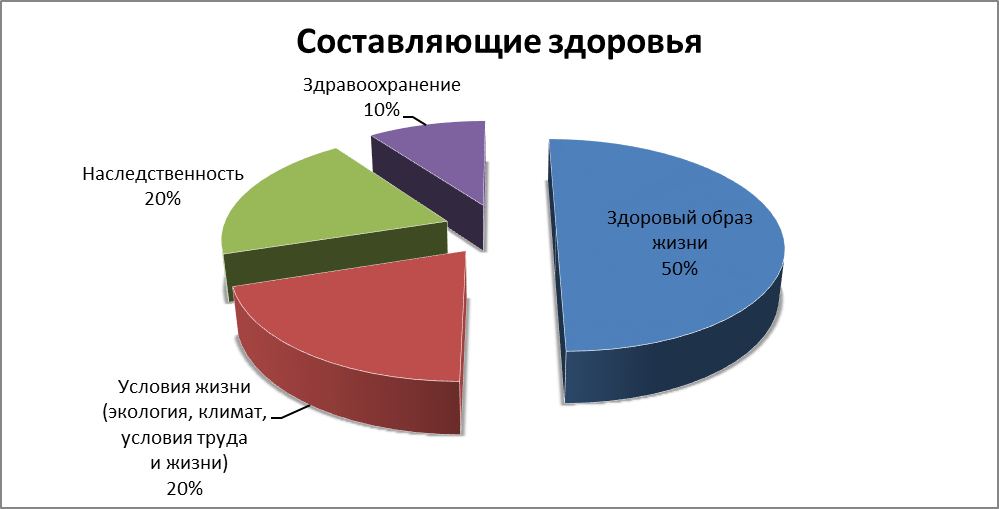 Составляющие здоровья
Здравоохранение
10%
Наследственность
20%
Здоровый образ
жизни
50%
Условия жизни
(экология, климат,
условия труда
и жизни)
20%